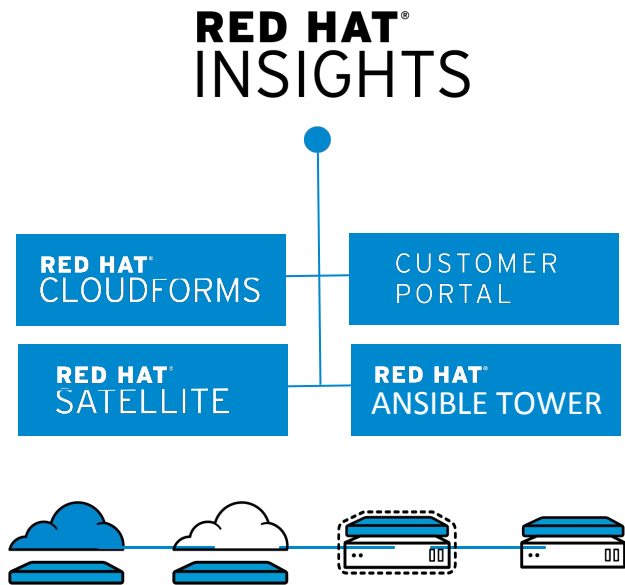 RED HAT®
INSIGHTS
RED HAT®
CLOUDFORMS
CUSTOMER
PORTAL
RED HAT®
SATELLITE
RED HAT®
ANSIBLE TOWER